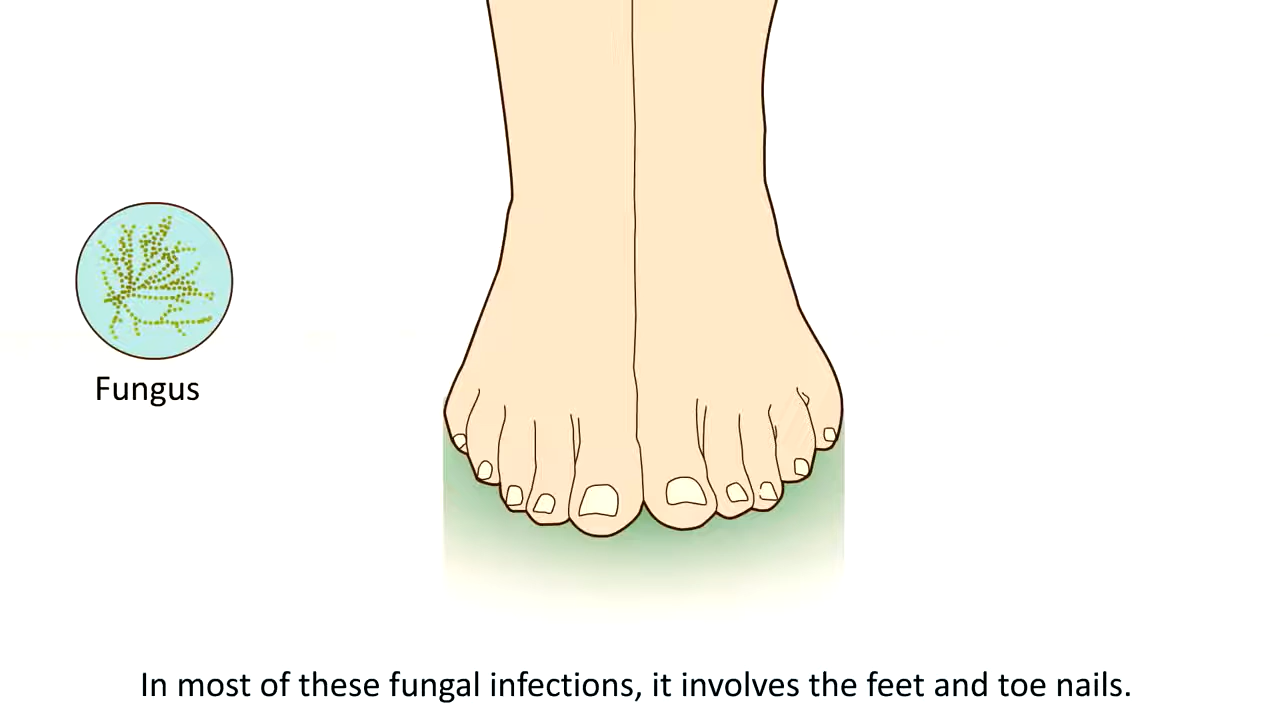 Fungus
In most of these fungal infections, it involves the feet and toe nails.